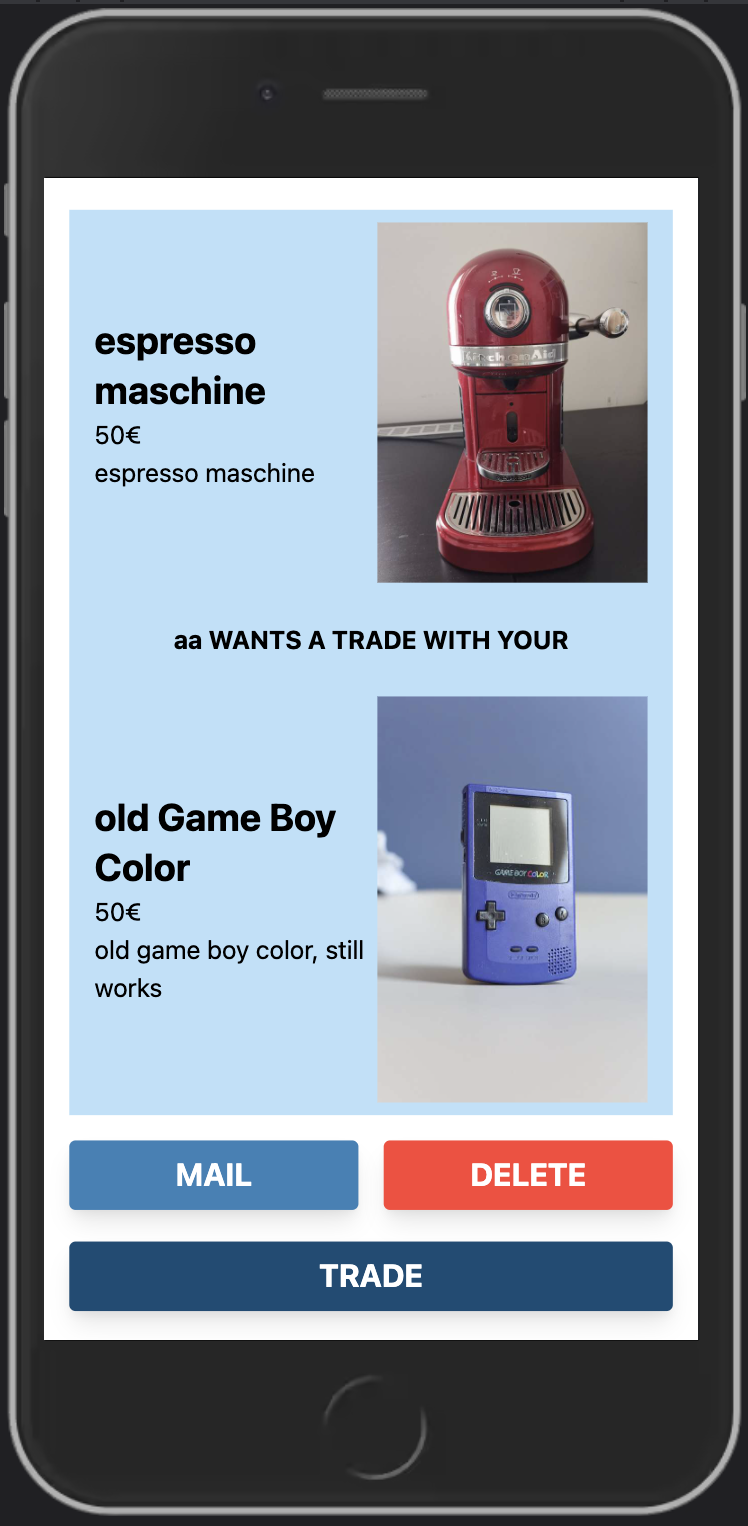 espresso
maschine
50€
espresso maschine
KitchenAid
aa WANTS A TRADE WITH YOUR
old Game Boy
Color
50€
old game boy color, still
works
GAME BOY COLOR
Nintendo
MAIL
DELETE
TRADE